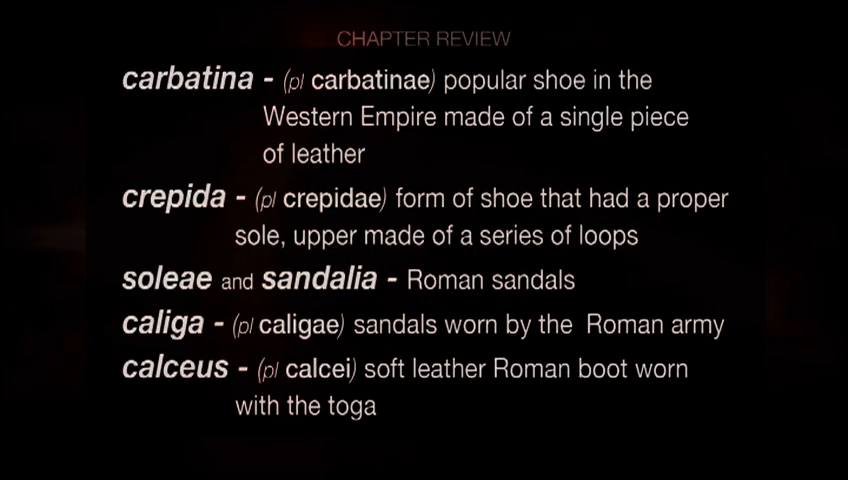 CHAPTER REVIEW
carbatina - (pl carbatinae) popular shoe in the
Western Empire made of a single piece
of leather
crepida - (pl crepidae) form of shoe that had a proper
sole, upper made of a series of loops
soleae and sandalia - Roman sandals
caliga - (pl caligae) sandals worn by the Roman army
calceus - (pl calcei) soft leather Roman boot worn
with the toga